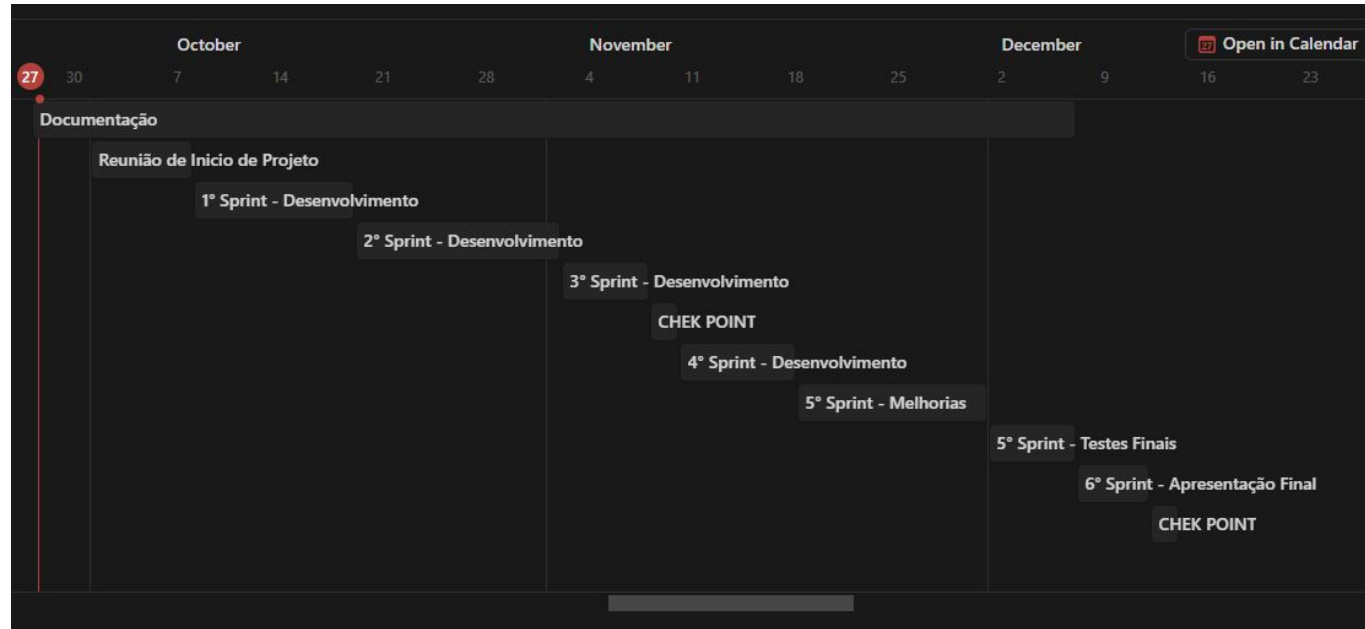 October November December 27 Open in Calendar
27 30 7 14 21 28 4 11 18 25 2 9 16 23
Documentação
Reunião de Inicio de Projeto
1° Sprint - Desenvolvimento
2° Sprint - Desenvolvimento
3° Sprint - Desenvolvimento
CHEK POINT
4° Sprint - Desenvolvimento
5° Sprint - Melhorias
5° Sprint - Testes Finais
6° Sprint - Apresentação Final
CHEK POINT